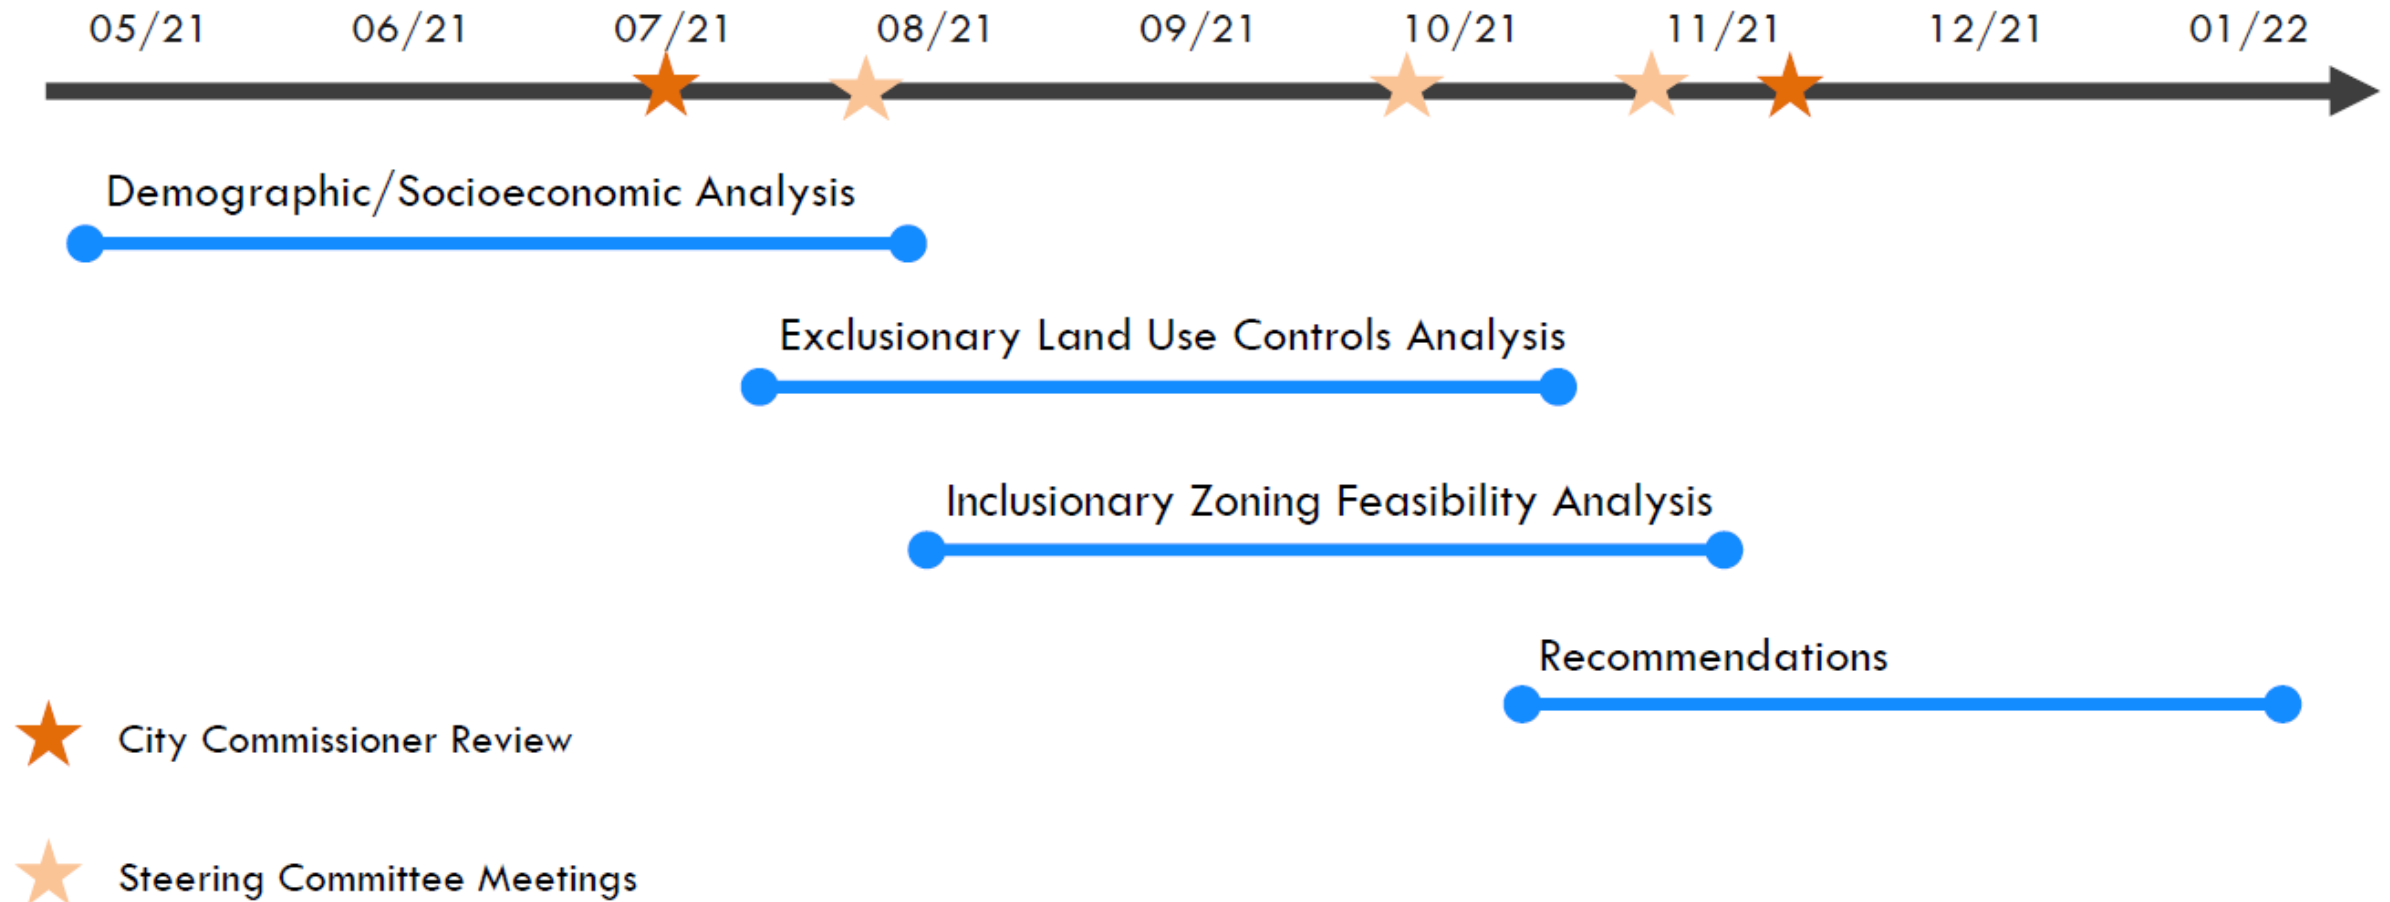 05/21 06/21 07/21 08/21 09/21 10/21 11/21 12/21 01/22
Demographic/Socioeconomic Analysis
Exclusionary Land Use Controls Analysis
Inclusionary Zoning Feasibility Analysis
Recommendations
City Commissioner Review
Steering Committee Meetings